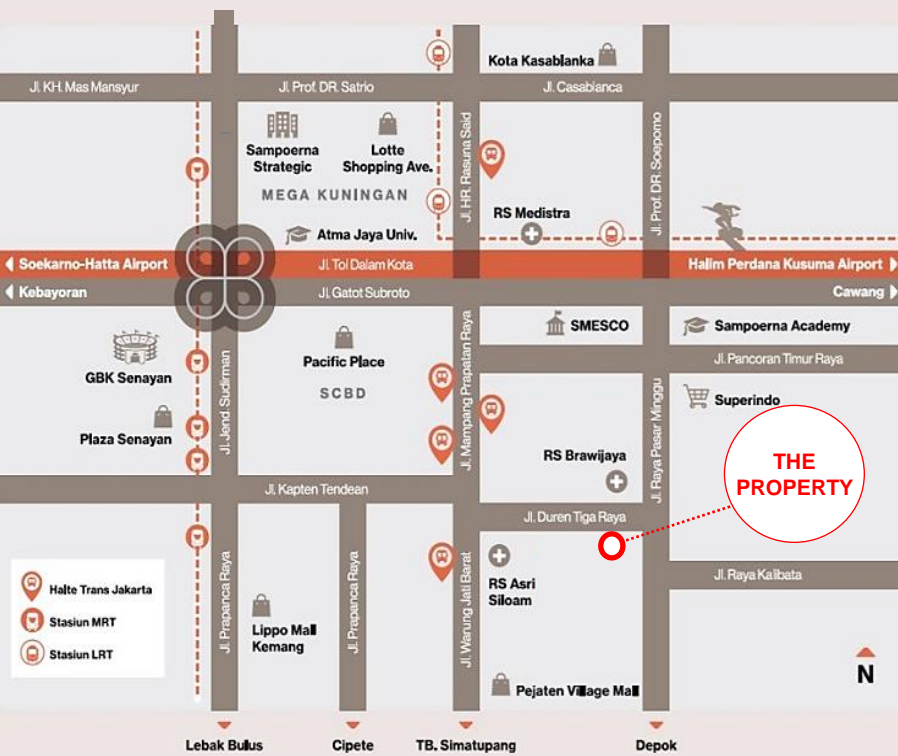 Kota Kasablanka
Jl. KH. Mas Mansyur
Jl. Prof. DR. Satrio
Jl. Casablanca
Sampoerna
Strategic
Lotte
Shopping Ave.
MEGA KUNINGAN
Jl. HR. Rasuna Said
Jl. Prof. DR. Soepomo
RS Medistra
Atma Jaya Univ.
Soekarno-Hatta Airport
Jl. Tol Dalam Kota
Halim Perdana Kusuma Airport
Kebayoran
Jl. Gatot Subroto
Cawang
GBK Senayan
Jl. Jend. Sudirman
Pacific Place
SCBD
Jl. Mampang Prapatan Raya
SMESCO
Sampoerna Academy
Jl. Pancoran Timur Raya
Superindo
Plaza Senayan
RS Brawijaya
Jl. Raya Pasar Minggu
THE
PROPERTY
Jl. Kapten Tendean
Jl. Duren Tiga Raya
Halte Trans Jakarta
Stasiun MRT
Stasiun LRT
Jl. Prapanca Raya
Lippo Mall
Kemang
Jl. Prapanca Raya
Jl. Warung Jati Barat
RS Asri
Siloam
Jl. Raya Kalibata
Pejaten Village Mall
N
Lebak Bulus
Cipete
TB. Simatupang
Depok